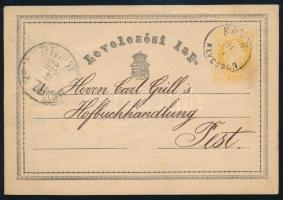 Levelezési lap.
Herrn Carl Grill's
Hofbuchhandlung
Pest.